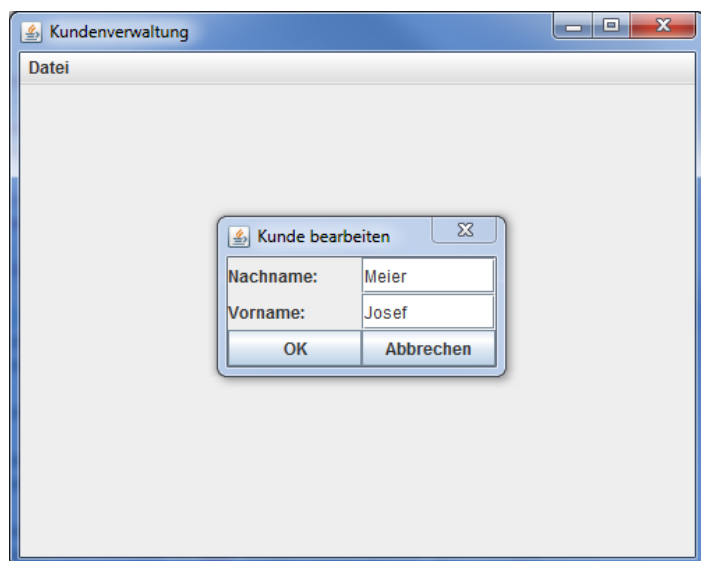 Kundenverwaltung
Datei
Kunde bearbeiten
Nachname: Meier
Vorname: Josef
OK Abbrechen